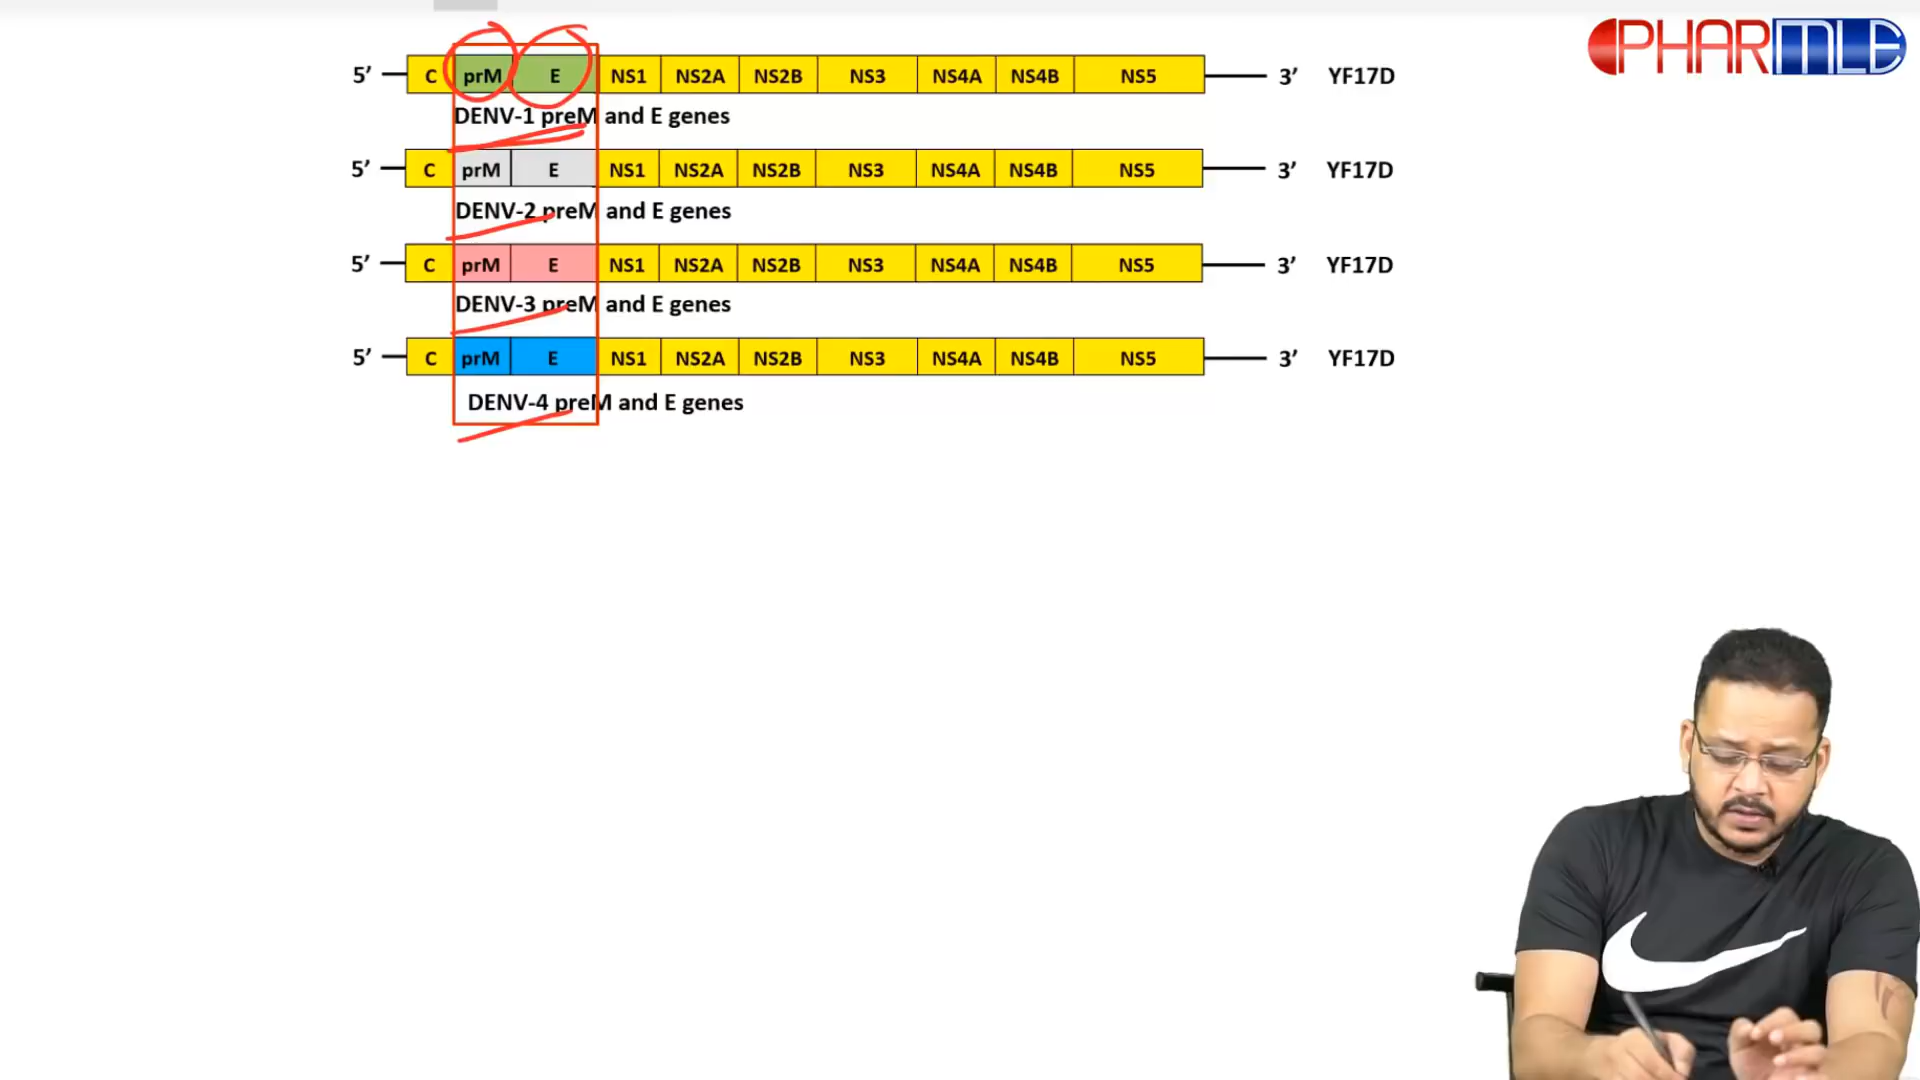 PHARMLE
5’ C prM E NS1 NS2A NS2B NS3 NS4A NS4B NS5 3’ YF17D
DENV-1 preM and E genes
5’ C prM E NS1 NS2A NS2B NS3 NS4A NS4B NS5 3’ YF17D
DENV-2 preM and E genes
5’ C prM E NS1 NS2A NS2B NS3 NS4A NS4B NS5 3’ YF17D
DENV-3 preM and E genes
5’ C prM E NS1 NS2A NS2B NS3 NS4A NS4B NS5 3’ YF17D
DENV-4 preM and E genes